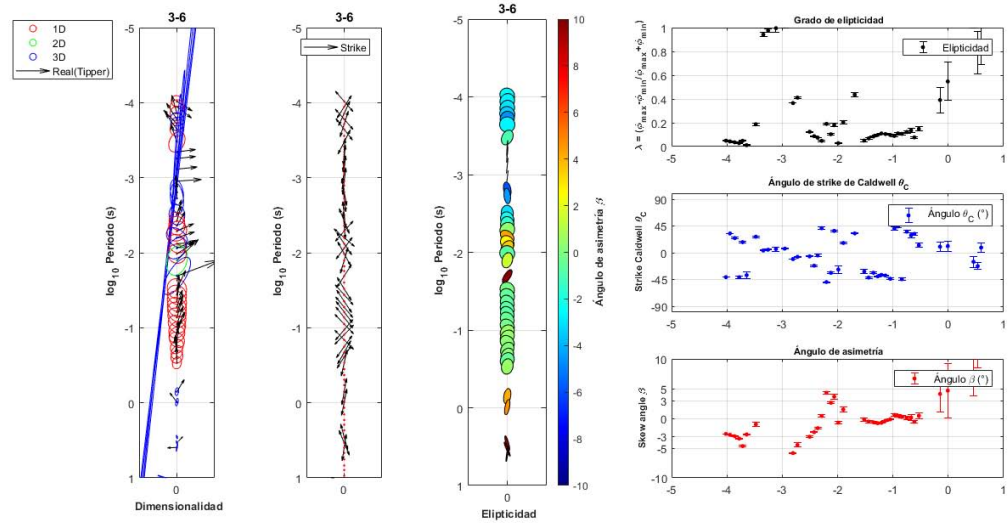 3-6
1D
2D
3D
Real(Tipper)
-5
-4
-3
-2
-1
0
1
log10 Periodo (s)
0
Dimensionalidad
3-6
Strike
-5
-4
-3
-2
-1
0
1
log10 Periodo (s)
0
3-6
-5
-4
-3
-2
-1
0
1
log10 Periodo (s)
0
Elipticidad
10
8
6
4
2
0
-2
-4
-6
-8
-10
Ángulo de asimetría β
Grado de elipticidad
Elipticidad
1
0.8
0.6
0.4
0.2
0
λ = (ϕmax-ϕmin/(ϕmax+ϕmin)
-5 -4 -3 -2 -1 0 1
Ángulo de strike de Caldwell θC
Ángulo θC (°)
90
45
0
-45
-90
Strike Caldwell θC
-5 -4 -3 -2 -1 0 1
Ángulo de asimetría
Ángulo β (°)
10
5
3
0
-3
-5
-10
Skew angle β
-5 -4 -3 -2 -1 0 1